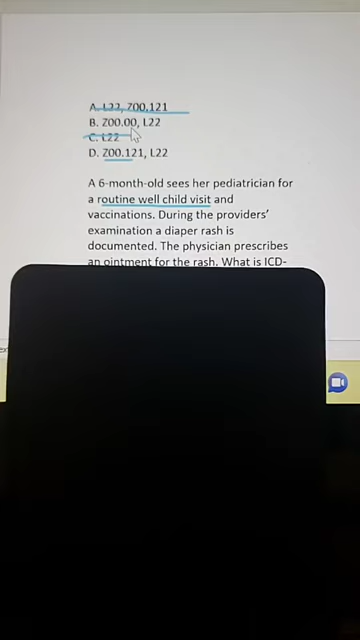 A. L22, Z00.121
B. Z00.00, L22
C. L22
D. Z00.121, L22
A 6-month-old sees her pediatrician for
a routine well child visit and
vaccinations. During the providers'
examination a diaper rash is
documented. The physician prescribes
an ointment for the rash. What is ICD-